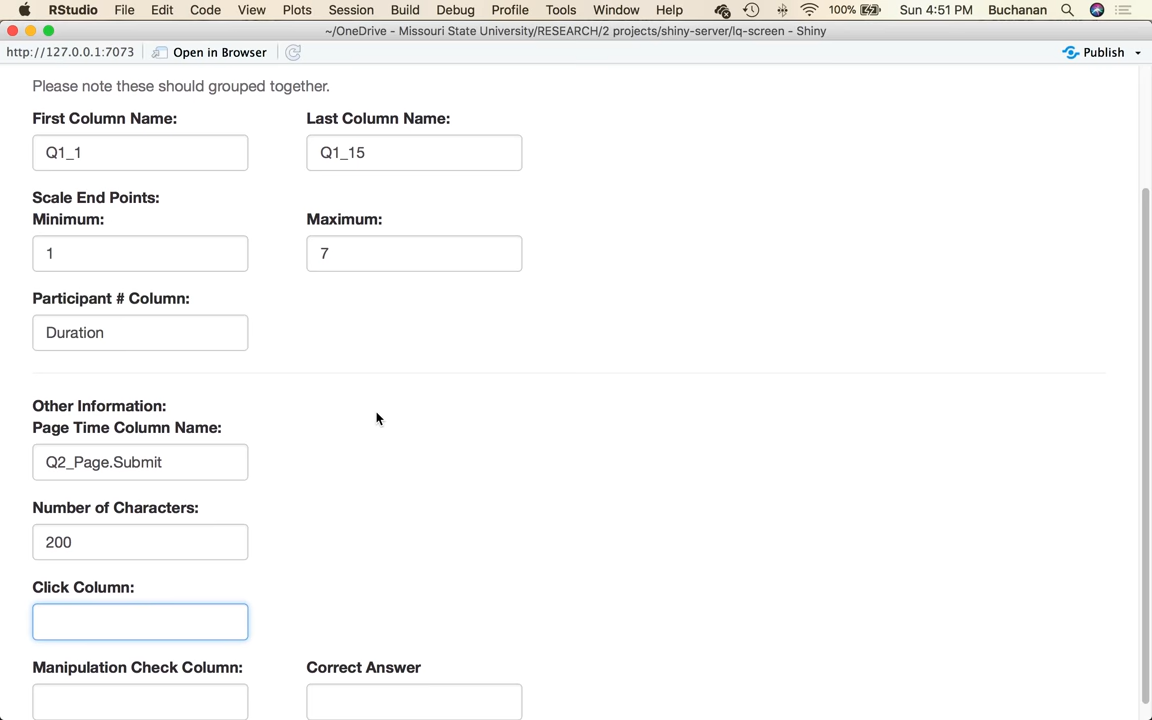 RStudio File Edit Code View Plots Session Build Debug Profile Tools Window Help 100% Sun 4:51 PM Buchanan
~/OneDrive - Missouri State University/RESEARCH/2 projects/shiny-server/lq-screen - Shiny
http://127.0.0.1:7073 Open in Browser Publish
Please note these should grouped together.
First Column Name: Last Column Name:
Q1_1 Q1_15
Scale End Points:
Minimum: Maximum:
1 7
Participant # Column:
Duration
Other Information:
Page Time Column Name:
Q2_Page.Submit
Number of Characters:
200
Click Column:
Manipulation Check Column: Correct Answer